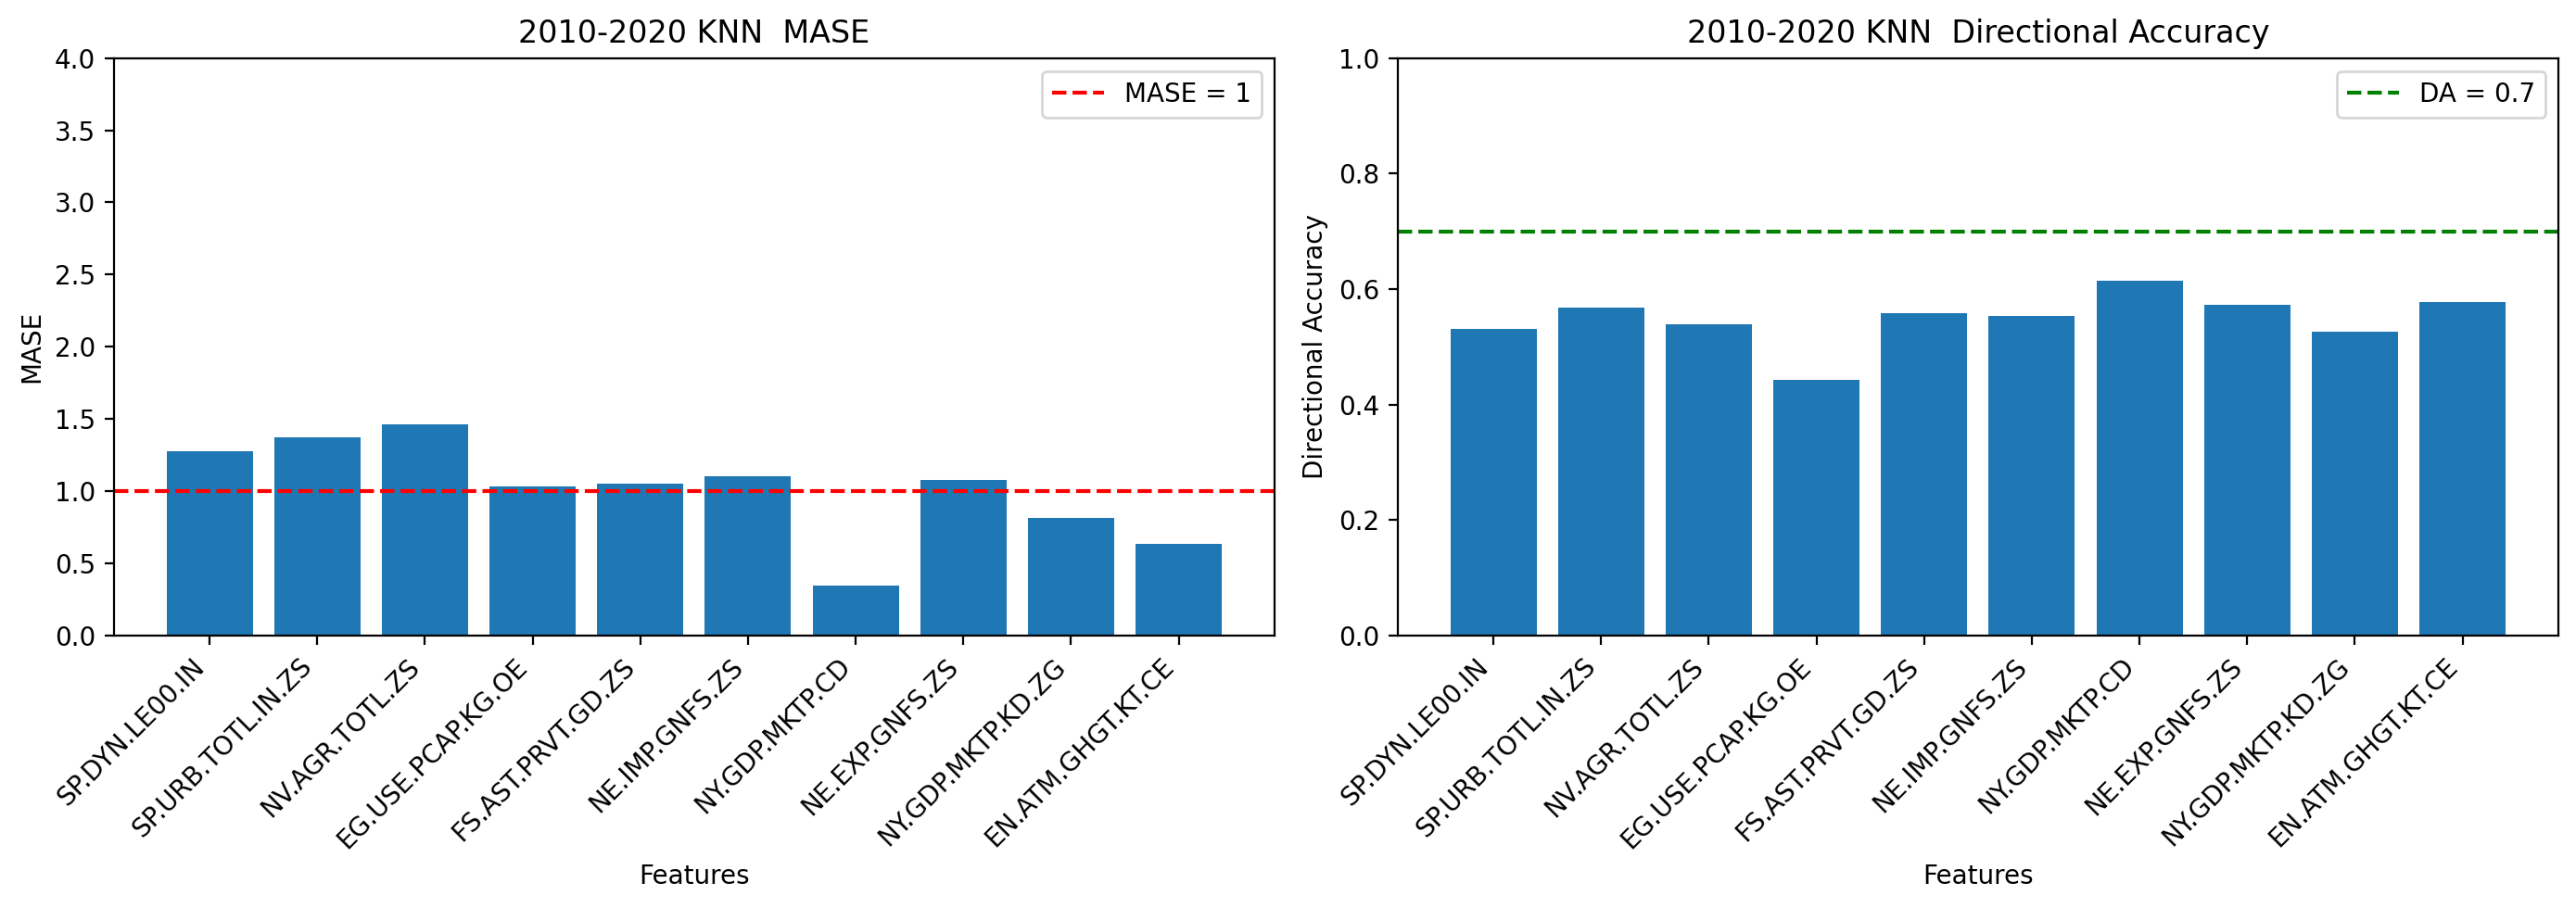 2010-2020 KNN  MASE
MASE = 1
4.0
3.5
3.0
2.5
2.0
1.5
1.0
0.5
0.0
MASE
SP.DYN.LE00.IN
SP.URB.TOTL.IN.ZS
NV.AGR.TOTL.ZS
EG.USE.PCAP.KG.OE
FS.AST.PRVT.GD.ZS
NE.IMP.GNFS.ZS
NY.GDP.MKTP.CD
NE.EXP.GNFS.ZS
NY.GDP.MKTP.KD.ZG
EN.ATM.GHGT.KT.CE
Features
2010-2020 KNN  Directional Accuracy
DA = 0.7
1.0
0.8
0.6
0.4
0.2
0.0
Directional Accuracy
SP.DYN.LE00.IN
SP.URB.TOTL.IN.ZS
NV.AGR.TOTL.ZS
EG.USE.PCAP.KG.OE
FS.AST.PRVT.GD.ZS
NE.IMP.GNFS.ZS
NY.GDP.MKTP.CD
NE.EXP.GNFS.ZS
NY.GDP.MKTP.KD.ZG
EN.ATM.GHGT.KT.CE
Features